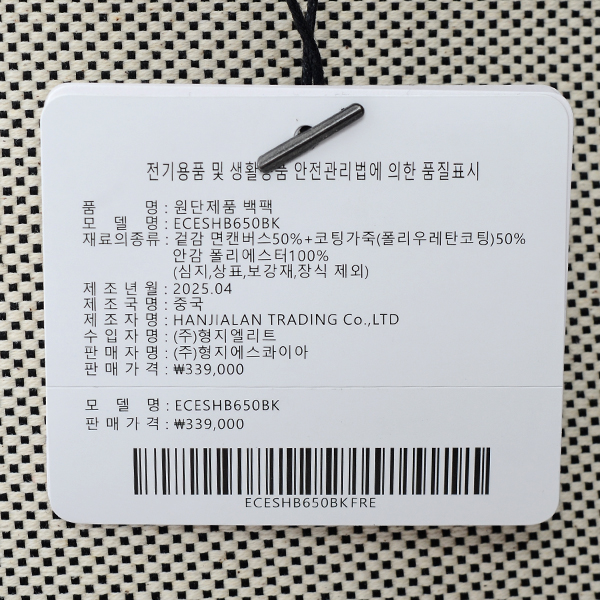 전기용품 및 생활용품 안전관리법에 의한 품질표시
품 명 : 원단제품 백팩
모 델 명 : ECESHB650BK
재료의종류 : 겉감 면캔버스50%+코팅가죽(폴리우레탄코팅)50%
안감 폴리에스터100%
(심지,상표,보강재,장식 제외)
제 조 년 월 : 2025.04
제 조 국 명 : 중국
제 조 자 명 : HANJIALAN TRADING Co.,LTD
수 입 자 명 : (주)형지엘리트
판 매 자 명 : (주)형지에스콰이아
판 매 가 격 : ₩339,000
모 델 명 : ECESHB650BK
판 매 가 격 : ₩339,000
ECESHB650BKFRE